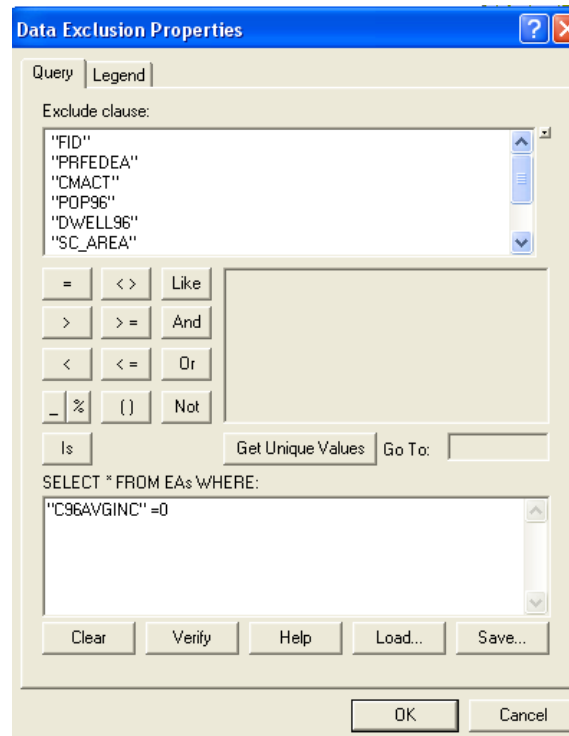 Data Exclusion Properties
Query Legend
Exclude clause:
"FID"
"PRFEDEA"
"CMACT"
"POP96"
"DWELL96"
"SC_AREA"
= <> Like
> >= And
< <= Or
_ % () Not
Is Get Unique Values Go To:
SELECT * FROM EAs WHERE:
"C96AVGINC" =0
Clear Verify Help Load... Save...
OK Cancel